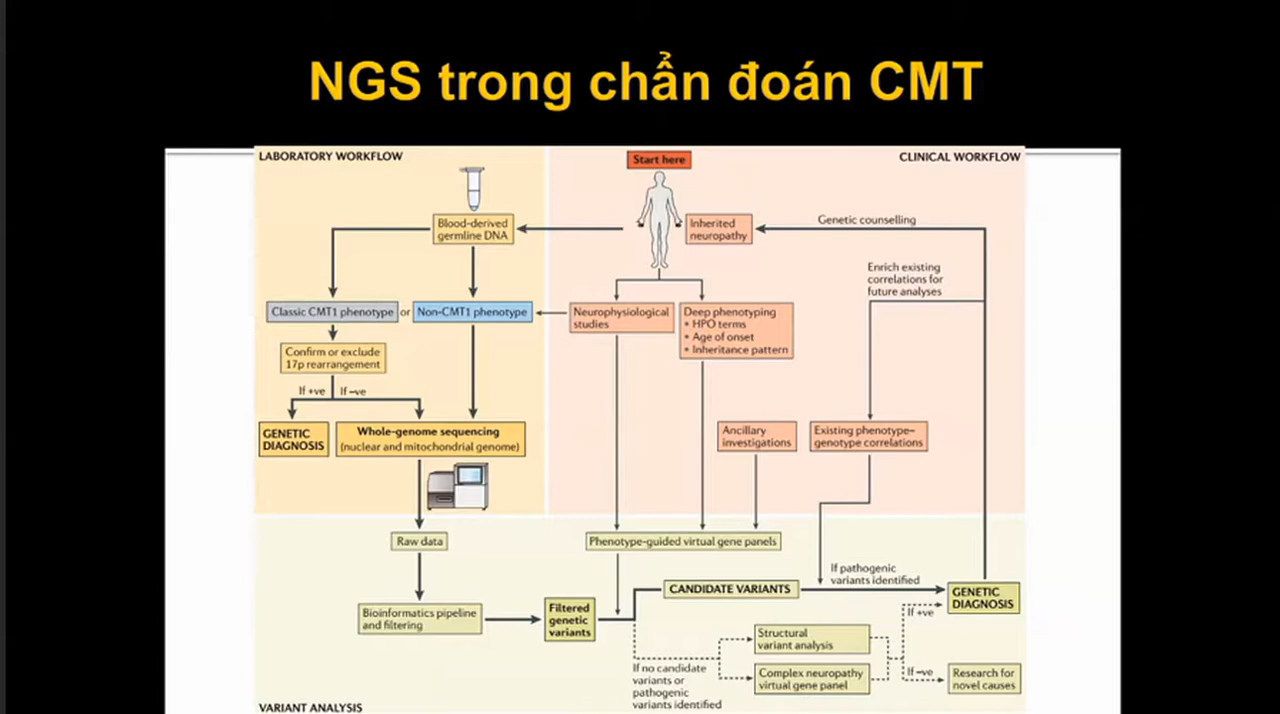 NGS trong chẩn đoán CMT
LABORATORY WORKFLOW
Start here
CLINICAL WORKFLOW
Blood-derived
germline DNA
Inherited
neuropathy
Genetic counselling
Enrich existing
correlations for
future analyses
Classic CMT1 phenotype
or
Non-CMT1 phenotype
Neurophysiological
studies
Deep phenotyping
• HPO terms
• Age of onset
• Inheritance pattern
Confirm or exclude
17p rearrangement
If +ve
If –ve
GENETIC
DIAGNOSIS
Whole-genome sequencing
(nuclear and mitochondrial genome)
Ancillary
investigations
Existing phenotype–
genotype correlations
Raw data
Phenotype-guided virtual gene panels
If pathogenic
variants identified
CANDIDATE VARIANTS
GENETIC
DIAGNOSIS
Bioinformatics pipeline
and filtering
Filtered
genetic
variants
If +ve
Structural
variant analysis
If no candidate
variants or
pathogenic
variants identified
Complex neuropathy
virtual gene panel
If –ve
Research for
novel causes
VARIANT ANALYSIS